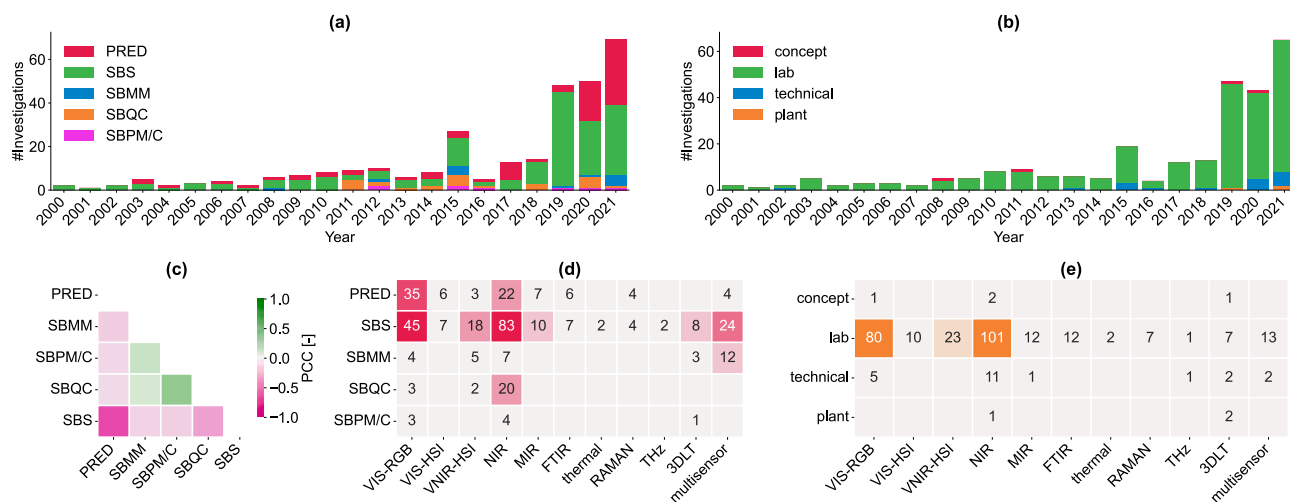 (a)
#Investigations
60
40
20
0
PRED
SBS
SBMM
SBQC
SBPM/C
2000 2001 2002 2003 2004 2005 2006 2007 2008 2009 2010 2011 2012 2013 2014 2015 2016 2017 2018 2019 2020 2021
Year
(b)
#Investigations
60
40
20
0
concept
lab
technical
plant
2000 2001 2002 2003 2004 2005 2006 2007 2008 2009 2010 2011 2012 2013 2014 2015 2016 2017 2018 2019 2020 2021
Year
(c)
PRED
SBMM
SBPM/C
SBQC
SBS
PRED SBMM SBPM/C SBQC SBS
1.0
0.5
0.0
−0.5
−1.0
PCC [-]
(d)
PRED 35 6 3 22 7 6 4 4
SBS 45 7 18 83 10 7 2 4 2 8 24
SBMM 4 5 7 3 12
SBQC 3 2 20
SBPM/C 3 4 1
VIS-RGB VIS-HSI VNIR-HSI NIR MIR FTIR thermal RAMAN THz 3DLT multisensor
(e)
concept 1 2 1
lab 80 10 23 101 12 12 2 7 1 7 13
technical 5 11 1 1 2 2
plant 1 2
VIS-RGB VIS-HSI VNIR-HSI NIR MIR FTIR thermal RAMAN THz 3DLT multisensor